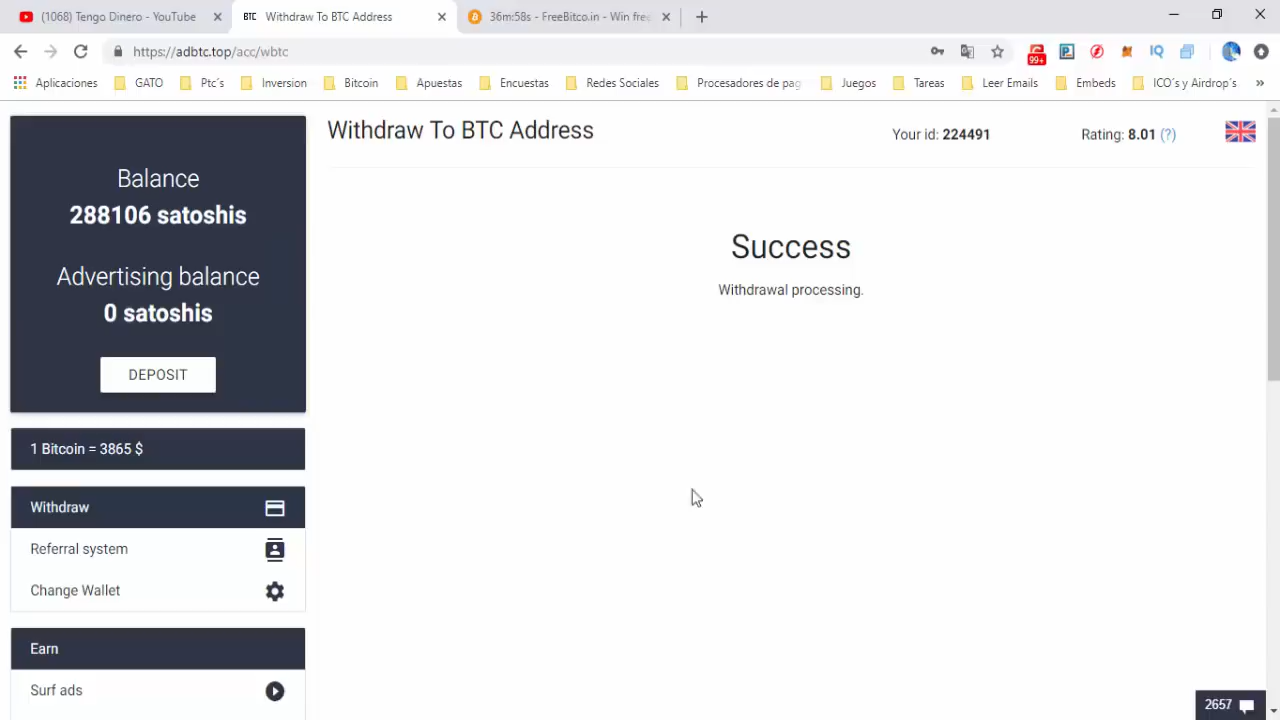 (1068) Tengo Dinero - YouTube
BTC Withdraw To BTC Address
36m:58s - FreeBitco.in - Win free
https://adbtc.top/acc/wbtc
99+
IQ
Aplicaciones
GATO
Ptc´s
Inversion
Bitcoin
Apuestas
Encuestas
Redes Sociales
Procesadores de pag
Juegos
Tareas
Leer Emails
Embeds
ICO´s y Airdrop´s
»
Balance
288106 satoshis
Advertising balance
0 satoshis
DEPOSIT
1 Bitcoin = 3865 $
Withdraw
Referral system
Change Wallet
Earn
Surf ads
Withdraw To BTC Address
Your id: 224491
Rating: 8.01 (?)
Success
Withdrawal processing.
2657